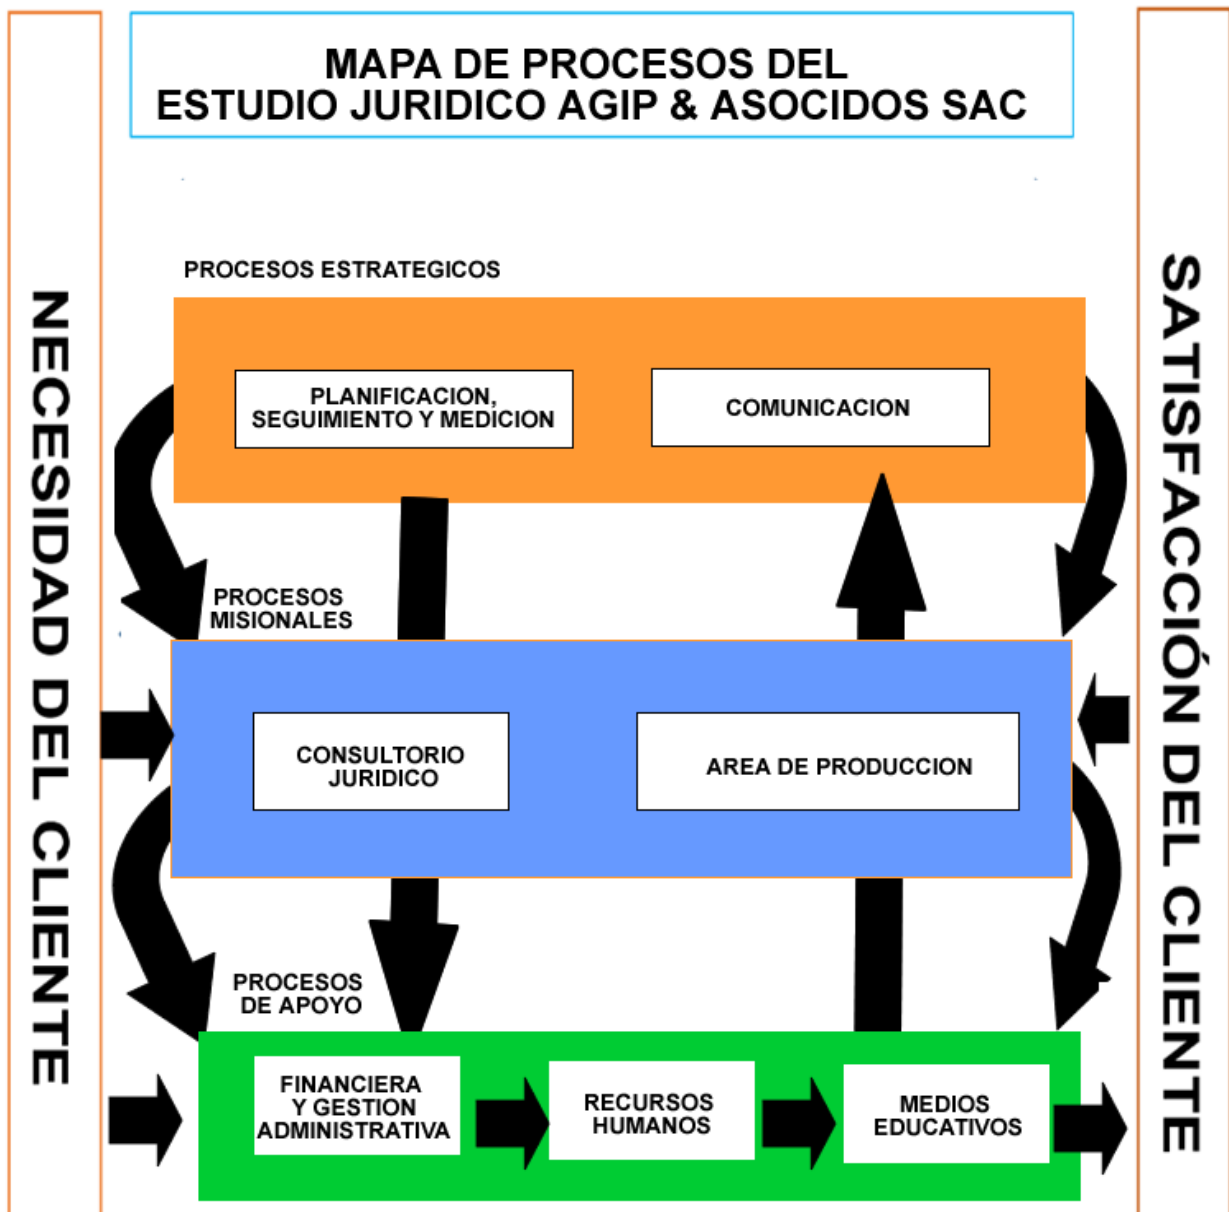 MAPA DE PROCESOS DEL
ESTUDIO JURIDICO AGIP & ASOCIDOS SAC
NECESIDAD DEL CLIENTE
PROCESOS ESTRATEGICOS
PLANIFICACION,
SEGUIMIENTO Y MEDICION
COMUNICACION
PROCESOS
MISIONALES
CONSULTORIO
JURIDICO
AREA DE PRODUCCION
PROCESOS
DE APOYO
FINANCIERA
Y GESTION
ADMINISTRATIVA
RECURSOS
HUMANOS
MEDIOS
EDUCATIVOS
SATISFACCIÓN DEL CLIENTE